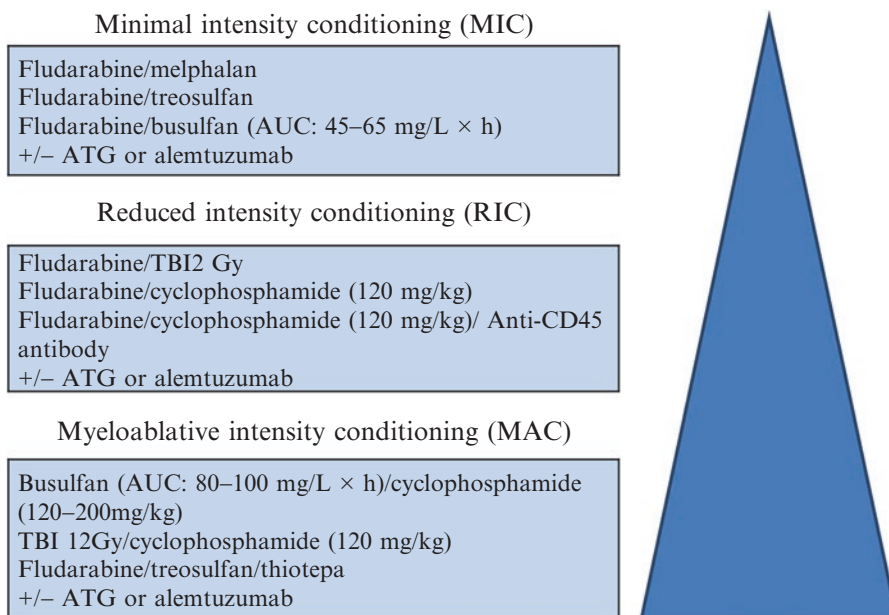 Minimal intensity conditioning (MIC)
Fludarabine/melphalan
Fludarabine/treosulfan
Fludarabine/busulfan (AUC: 45–65 mg/L × h)
+/– ATG or alemtuzumab
Reduced intensity conditioning (RIC)
Fludarabine/TBI2 Gy
Fludarabine/cyclophosphamide (120 mg/kg)
Fludarabine/cyclophosphamide (120 mg/kg)/ Anti-CD45
antibody
+/– ATG or alemtuzumab
Myeloablative intensity conditioning (MAC)
Busulfan (AUC: 80–100 mg/L × h)/cyclophosphamide
(120–200mg/kg)
TBI 12Gy/cyclophosphamide (120 mg/kg)
Fludarabine/treosulfan/thiotepa
+/– ATG or alemtuzumab